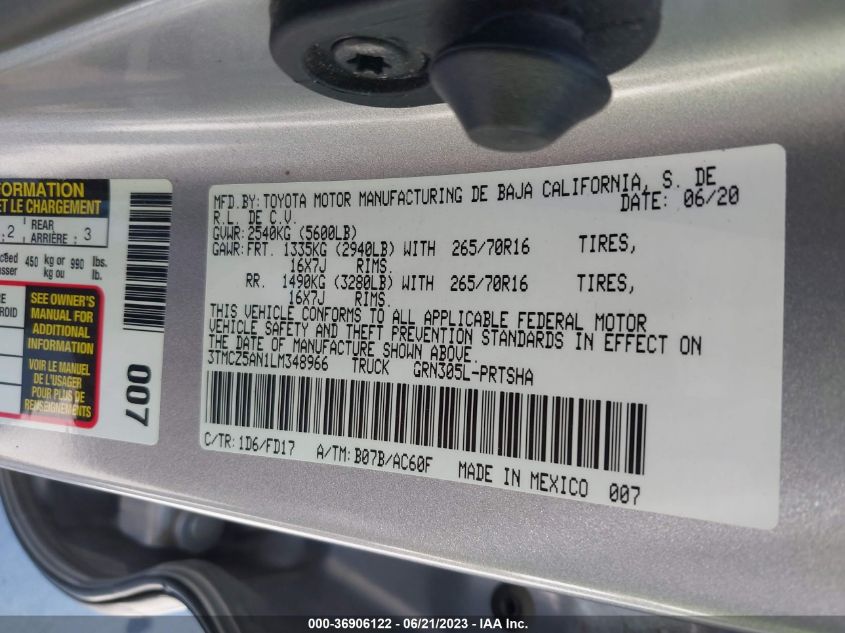 FORMATION
ET LE CHARGEMENT
2 REAR ARRIÈRE : 3
450 kg or 990 lbs.
kg ou lb.
SEE OWNER'S
MANUAL FOR
ADDITIONAL
INFORMATION
VOIR LE MANUEL
DE L'USAGER
POUR PLUS DE
RENSEIGNEMENTS
007
MFD.BY:TOYOTA MOTOR MANUFACTURING DE BAJA CALIFORNIA, S. DE
R.L. DE C.V. DATE: 06/20
GVWR:2540KG (5600LB)
GAWR:FRT. 1335KG (2940LB) WITH 265/70R16 TIRES,
16X7J RIMS.
RR. 1490KG (3280LB) WITH 265/70R16 TIRES,
16X7J RIMS.
THIS VEHICLE CONFORMS TO ALL APPLICABLE FEDERAL MOTOR
VEHICLE SAFETY AND THEFT PREVENTION STANDARDS IN EFFECT ON
THE DATE OF MANUFACTURE SHOWN ABOVE.
3TMCZ5AN1LM348966 TRUCK GRN305L-PRTSHA
C/TR:1D6/FD17 A/TM:B07B/AC60F MADE IN MEXICO 007
000-36906122 - 06/21/2023 - IAA Inc.